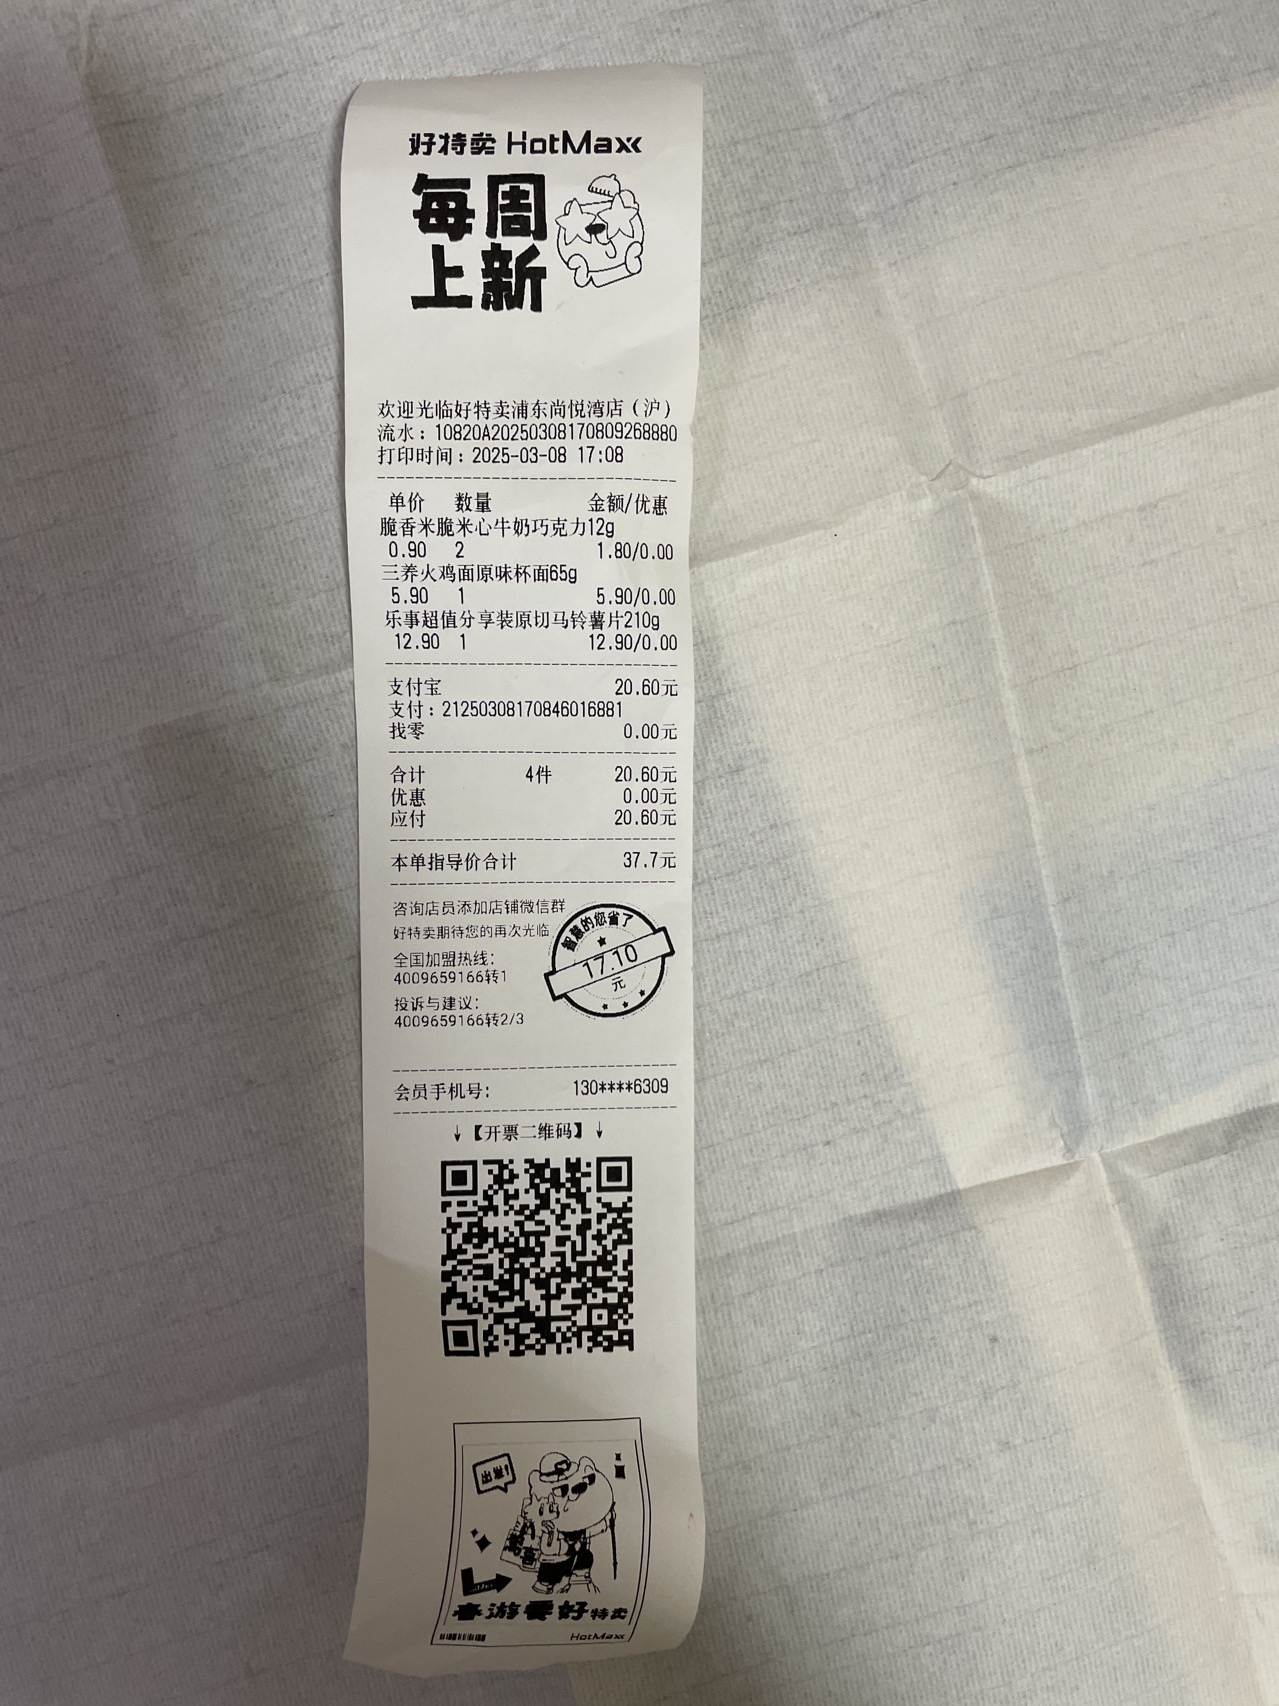 好特卖 HotMaxx
每周
上新
欢迎光临好特卖浦东尚悦湾店（沪）
流水：10820A20250308170809268880
打印时间：2025-03-08 17:08
单价 数量 金额/优惠
脆香米脆米心牛奶巧克力12g
0.90 2 1.80/0.00
三养火鸡面原味杯面65g
5.90 1 5.90/0.00
乐事超值分享装原切马铃薯片210g
12.90 1 12.90/0.00
支付宝 20.60元
支付：21250308170846016881
找零 0.00元
合计 4件 20.60元
优惠 0.00元
应付 20.60元
本单指导价合计 37.7元
咨询店员添加店铺微信群
好特卖期待您的再次光临
全国加盟热线：
4009659166转1
投诉与建议：
4009659166转2/3
智慧的您省了
17.10
元
会员手机号： 130****6309
↓【开票二维码】↓
出发!
春游要好特卖
HotMaxx